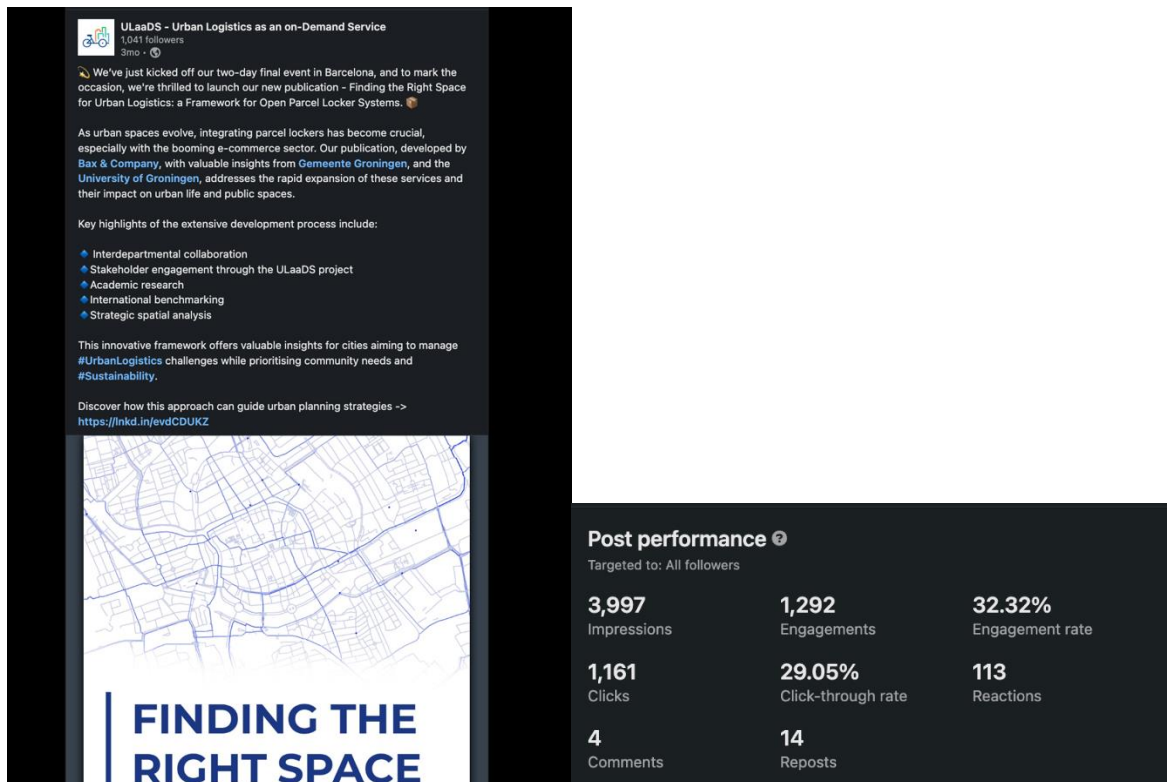 ULaaDS - Urban Logistics as an on-Demand Service
1,041 followers
3mo •
💫 We've just kicked off our two-day final event in Barcelona, and to mark the
occasion, we're thrilled to launch our new publication - Finding the Right Space
for Urban Logistics: a Framework for Open Parcel Locker Systems. 📦
As urban spaces evolve, integrating parcel lockers has become crucial,
especially with the booming e-commerce sector. Our publication, developed by
Bax & Company, with valuable insights from Gemeente Groningen, and the
University of Groningen, addresses the rapid expansion of these services and
their impact on urban life and public spaces.
Key highlights of the extensive development process include:
🔹 Interdepartmental collaboration
🔹Stakeholder engagement through the ULaaDS project
🔹Academic research
🔹International benchmarking
🔹Strategic spatial analysis
This innovative framework offers valuable insights for cities aiming to manage
#UrbanLogistics challenges while prioritising community needs and
#Sustainability.
Discover how this approach can guide urban planning strategies ->
https://lnkd.in/evdCDUKZ
FINDING THE
RIGHT SPACE
Post performance ?
Targeted to: All followers
3,997 1,292 32.32%
Impressions Engagements Engagement rate
1,161 29.05% 113
Clicks Click-through rate Reactions
4 14
Comments Reposts